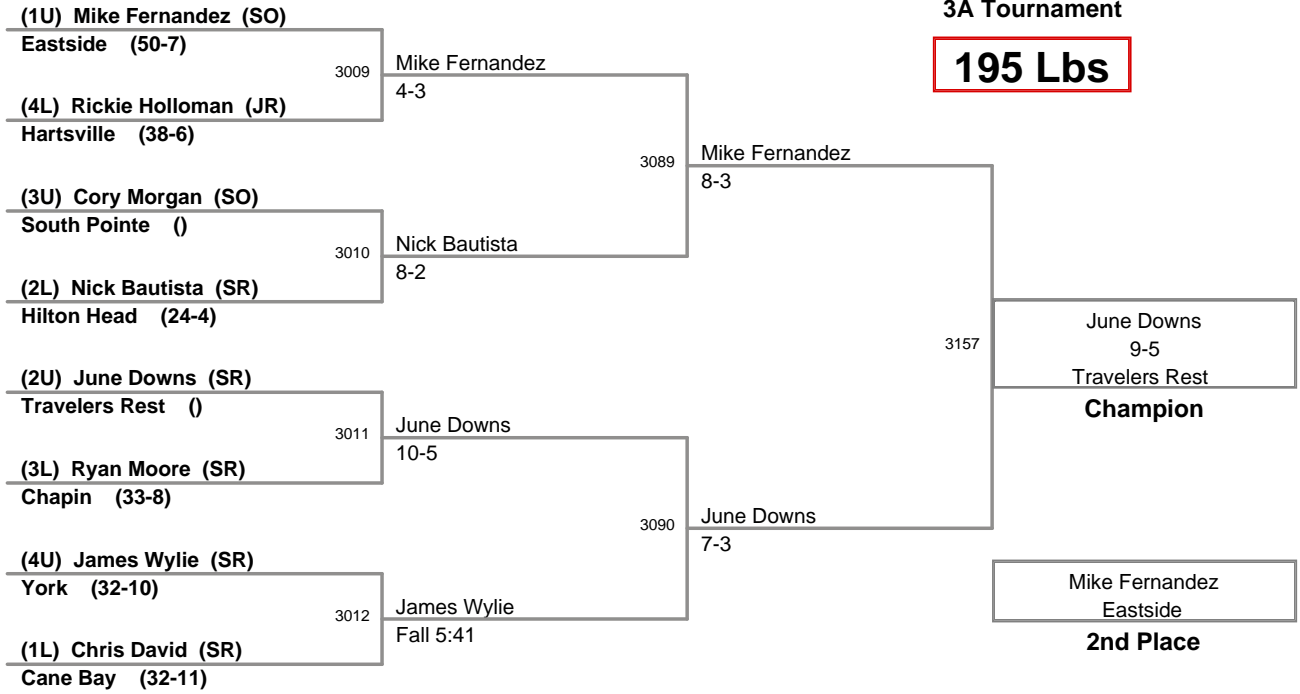 3A Tournament
195 Lbs
(1U) Mike Fernandez (SO)
Eastside (50-7)
3009
Mike Fernandez
4-3
(4L) Rickie Holloman (JR)
Hartsville (38-6)
3089
Mike Fernandez
8-3
(3U) Cory Morgan (SO)
South Pointe ()
3010
Nick Bautista
8-2
(2L) Nick Bautista (SR)
Hilton Head (24-4)
3157
June Downs
9-5
Travelers Rest
Champion
(2U) June Downs (SR)
Travelers Rest ()
3011
June Downs
10-5
(3L) Ryan Moore (SR)
Chapin (33-8)
3090
June Downs
7-3
(4U) James Wylie (SR)
York (32-10)
3012
James Wylie
Fall 5:41
(1L) Chris David (SR)
Cane Bay (32-11)
Mike Fernandez
Eastside
2nd Place